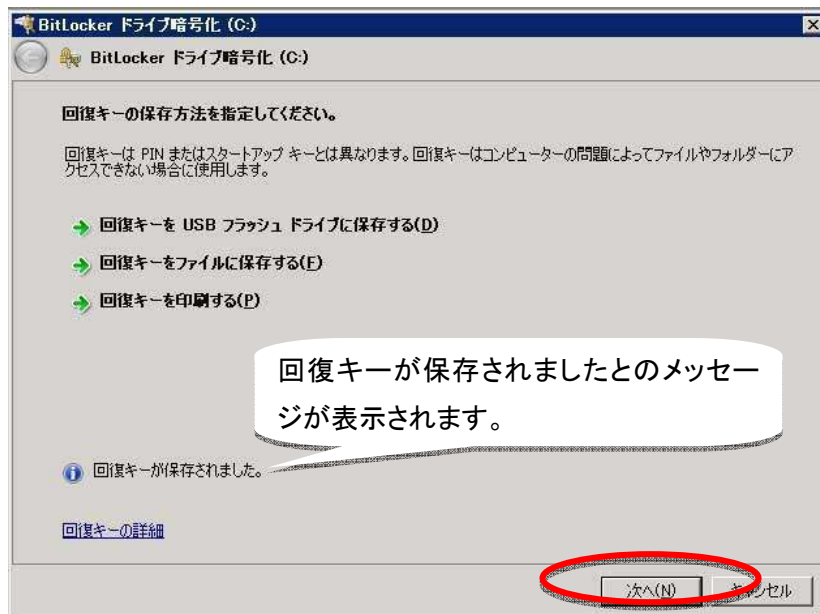 BitLocker ドライブ暗号化 (C:)
BitLocker ドライブ暗号化 (C:)
回復キーの保存方法を指定してください。
回復キーは PIN またはスタートアップ キーとは異なります。回復キーはコンピューターの問題によってファイルやフォルダーにア
クセスできない場合に使用します。
回復キーを USB フラッシュ ドライブに保存する(D)
回復キーをファイルに保存する(F)
回復キーを印刷する(P)
回復キーが保存されましたとのメッセー
ジが表示されます。
回復キーが保存されました。
回復キーの詳細
次へ(N) キャンセル